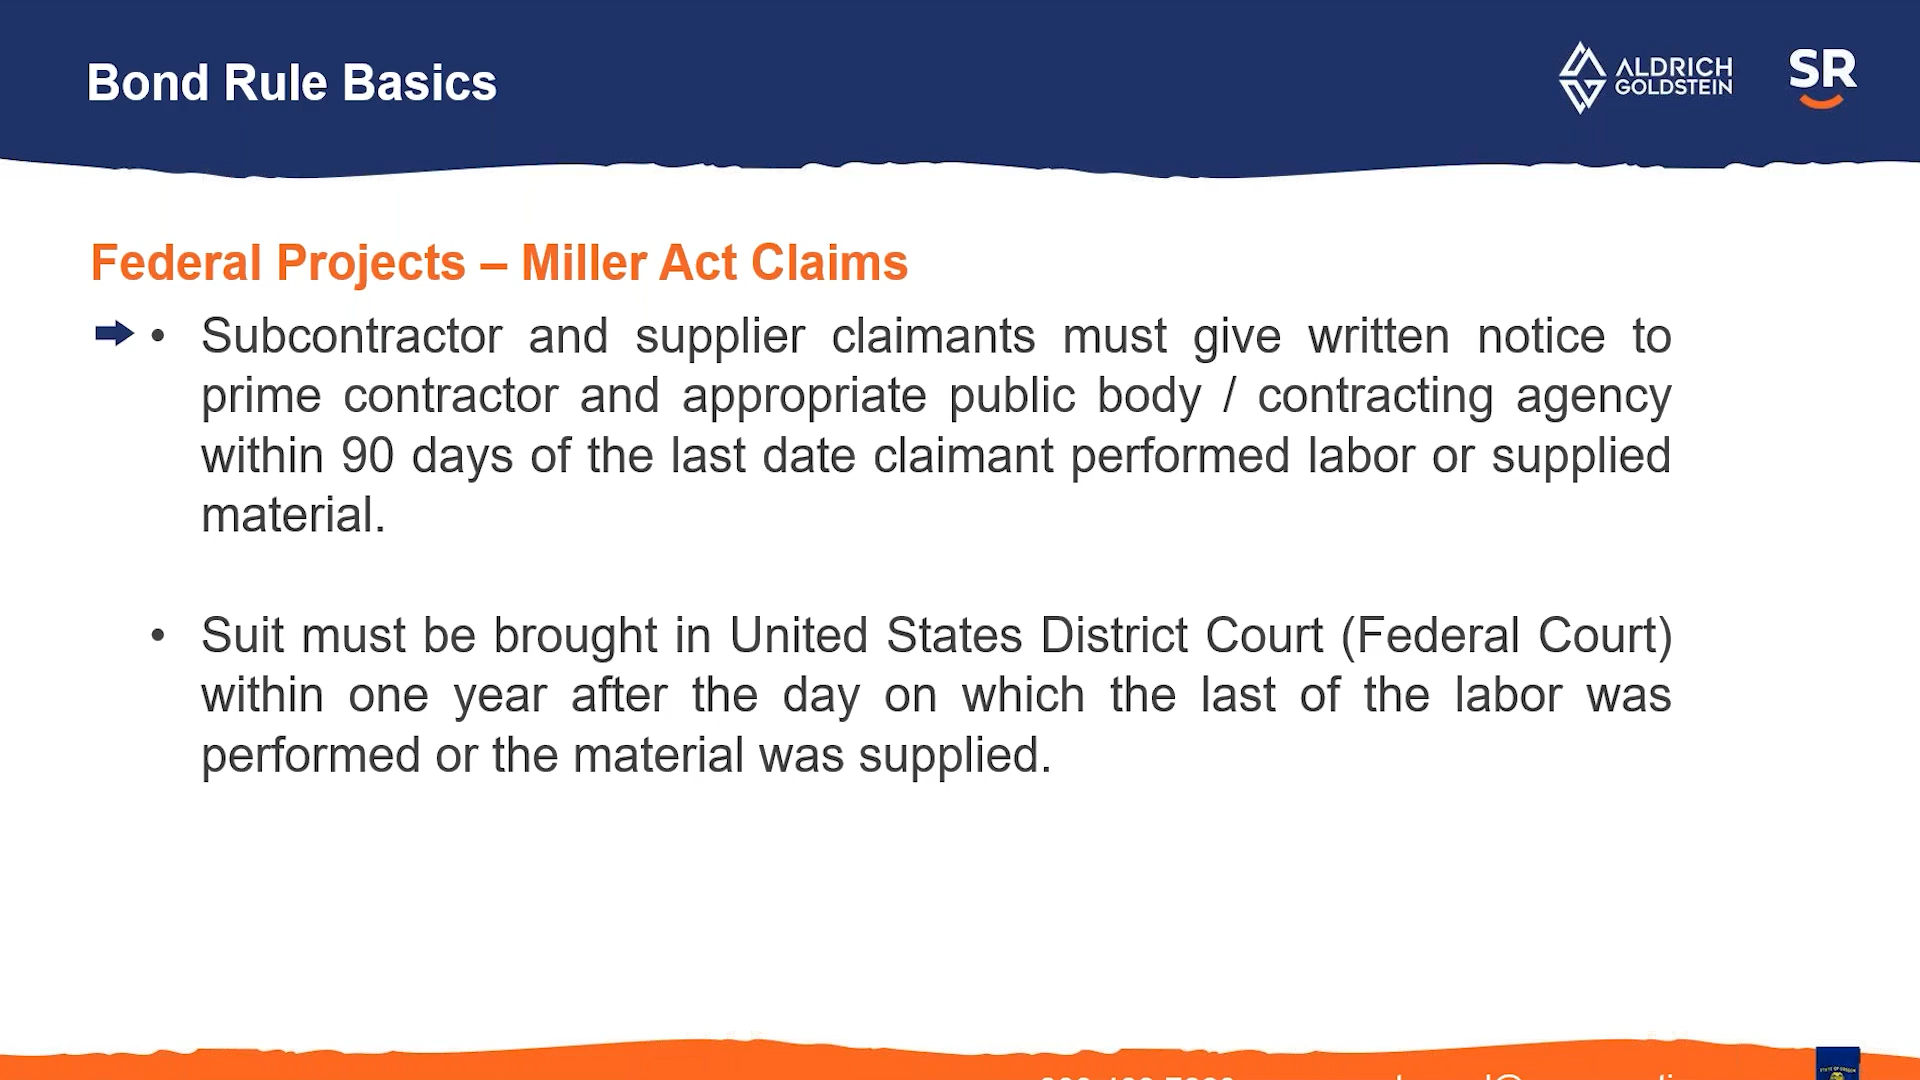 Bond Rule Basics
ALDRICH
GOLDSTEIN
SR
Federal Projects – Miller Act Claims
• Subcontractor and supplier claimants must give written notice to
prime contractor and appropriate public body / contracting agency
within 90 days of the last date claimant performed labor or supplied
material.
• Suit must be brought in United States District Court (Federal Court)
within one year after the day on which the last of the labor was
performed or the material was supplied.
STATE OF OREGON